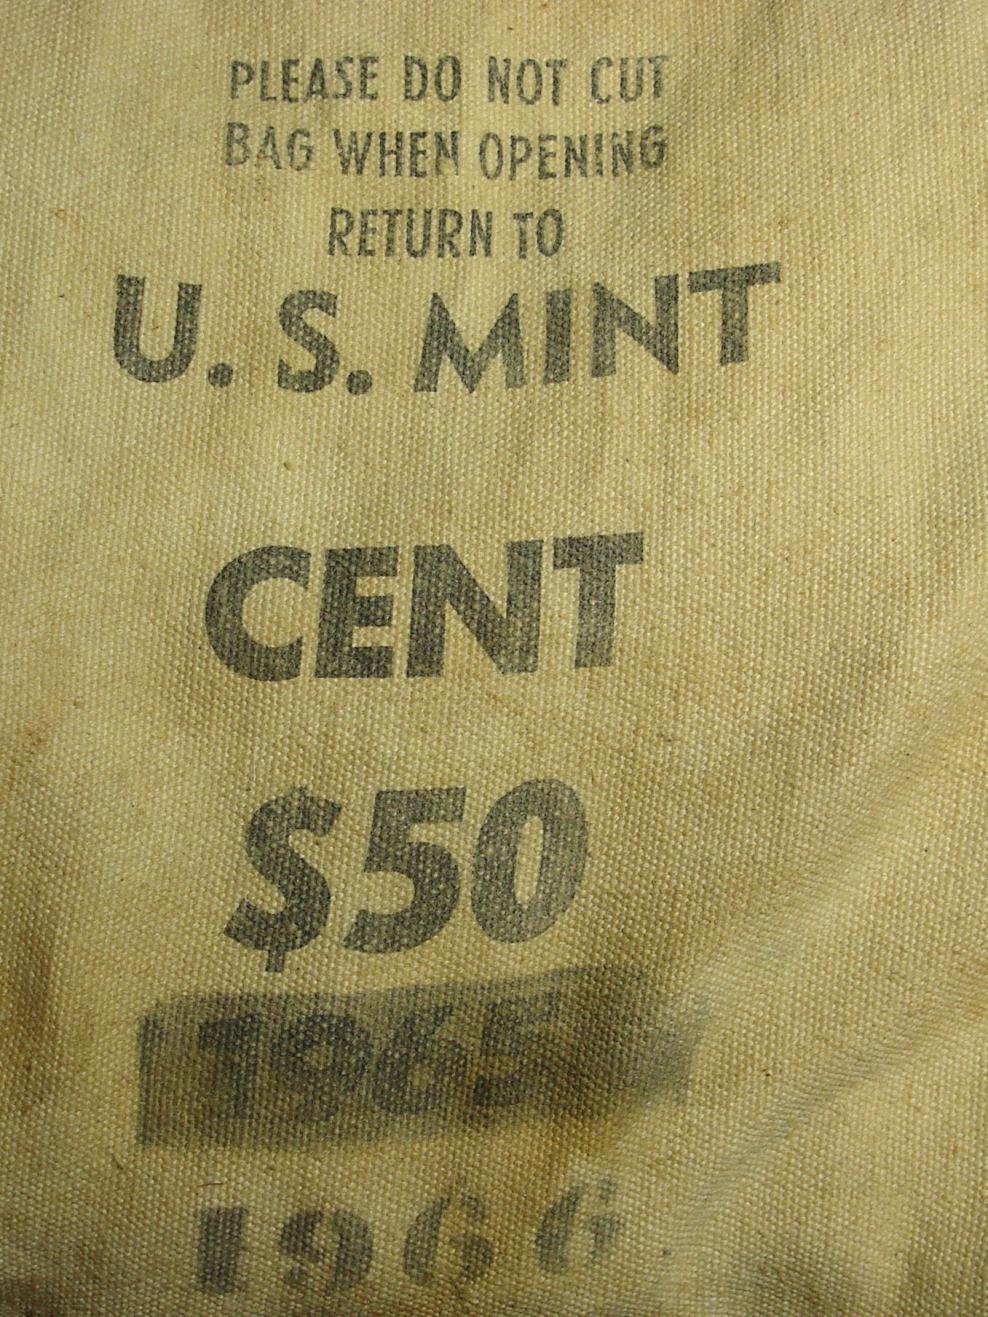 PLEASE DO NOT CUT
BAG WHEN OPENING
RETURN TO
U. S. MINT
CENT
$50
1965
1966